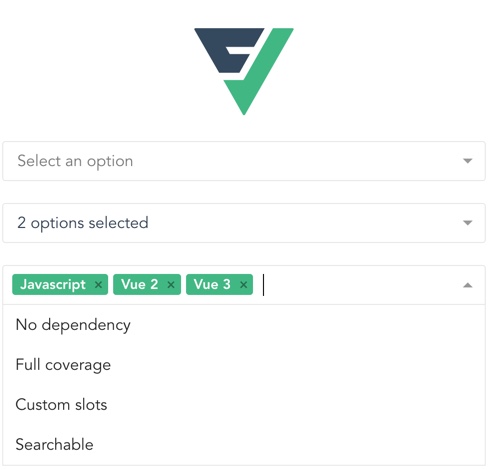 Select an option
2 options selected
Javascript × Vue 2 × Vue 3 ×
No dependency
Full coverage
Custom slots
Searchable